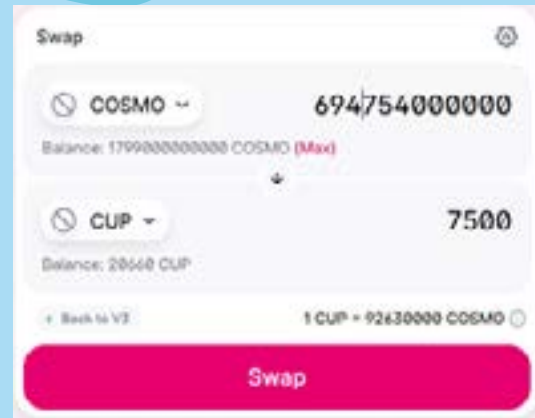 Swap
COSMO
694754000000
Balance: 1799000000000 COSMO (Max)
CUP
7500
Balance: 20660 CUP
Back to V2
1 CUP = 92630000 COSMO
Swap